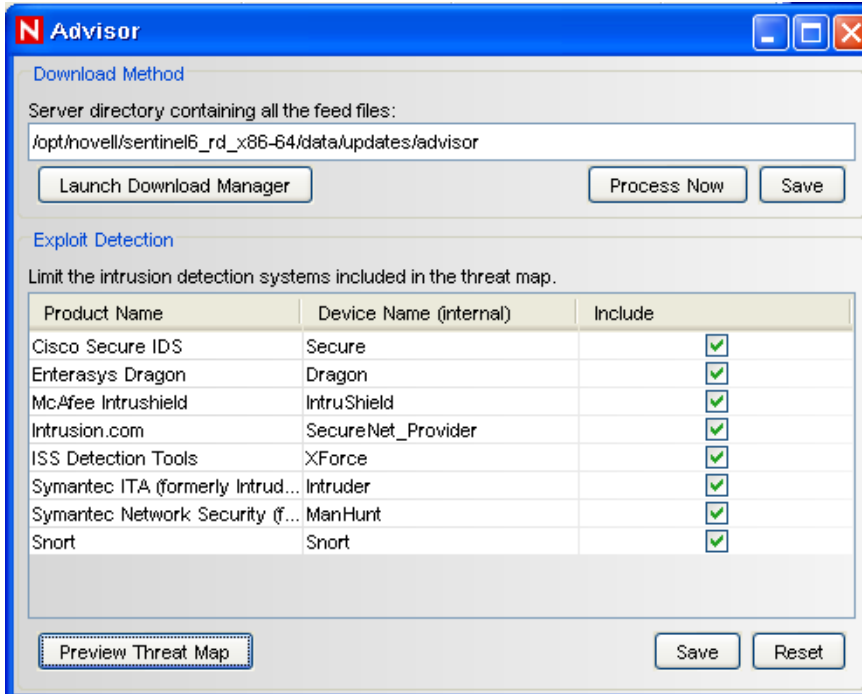 N Advisor
Download Method
Server directory containing all the feed files:
/opt/novell/sentinel6_rd_x86-64/data/updates/advisor
Launch Download Manager Process Now Save
Exploit Detection
Limit the intrusion detection systems included in the threat map.
Product Name Device Name (internal) Include
Cisco Secure IDS Secure
Enterasys Dragon Dragon
McAfee Intrushield IntruShield
Intrusion.com SecureNet_Provider
ISS Detection Tools XForce
Symantec ITA (formerly Intrud... Intruder
Symantec Network Security (f... ManHunt
Snort Snort
Preview Threat Map Save Reset